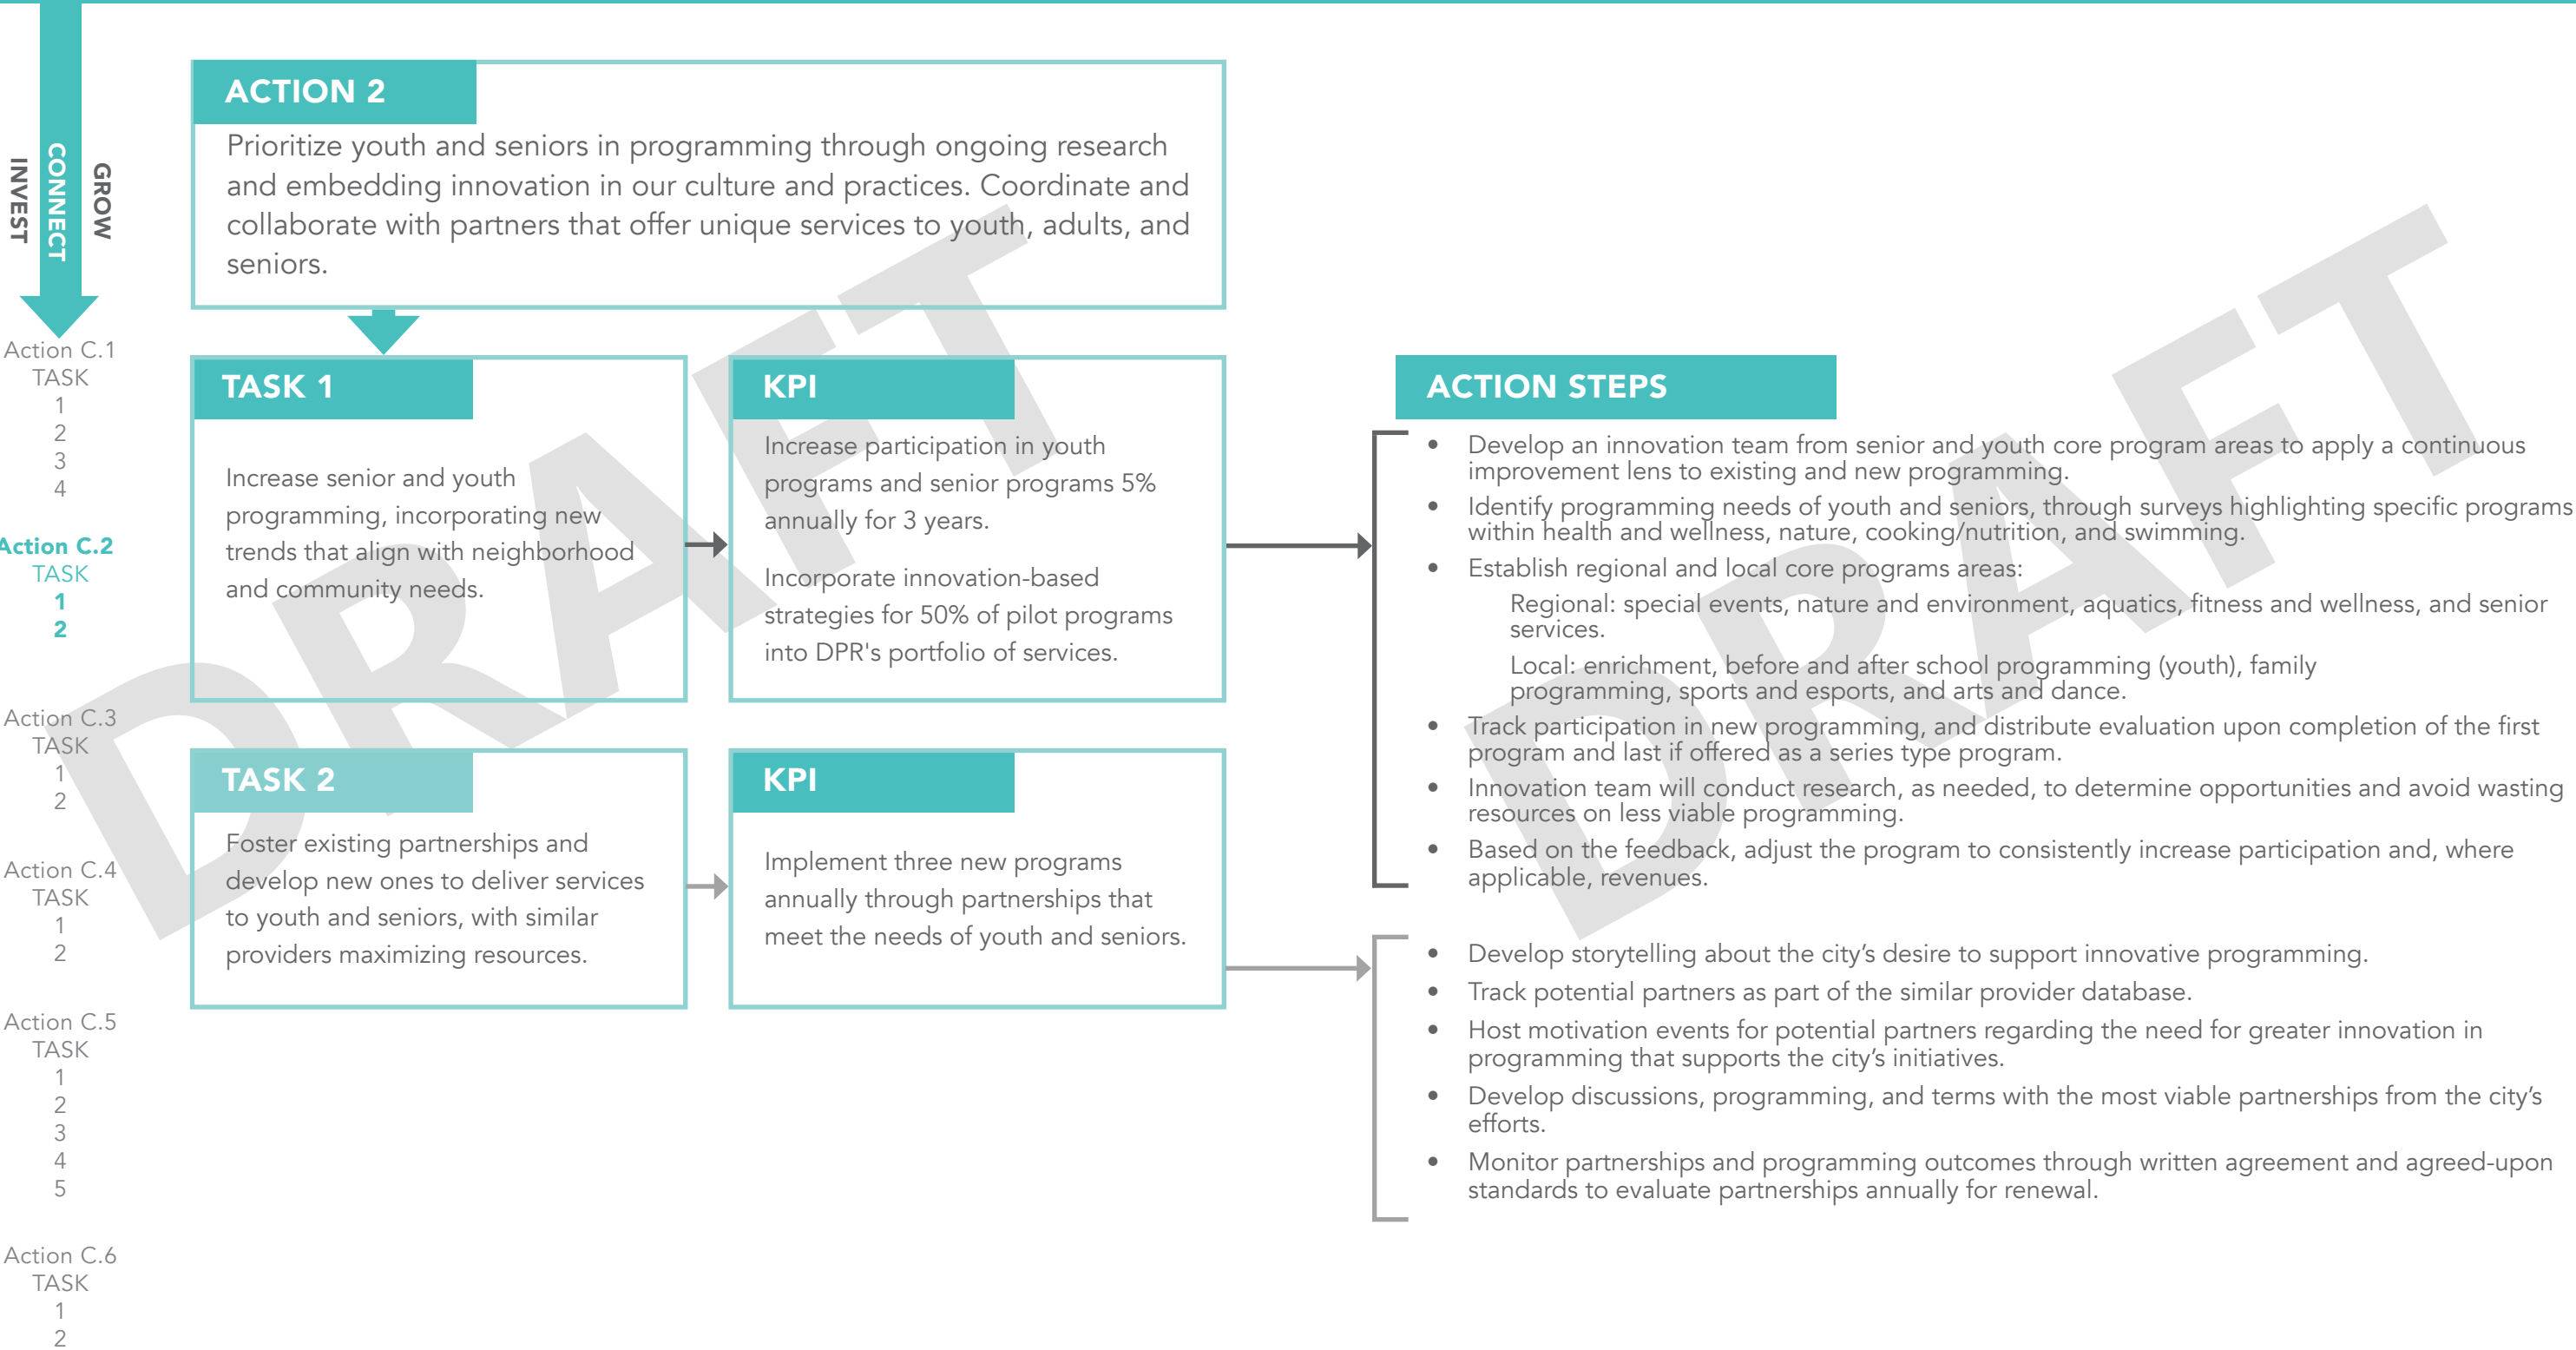 INVEST
CONNECT
GROW
Action C.1
TASK
1
2
3
4
Action C.2
TASK
1
2
Action C.3
TASK
1
2
Action C.4
TASK
1
2
Action C.5
TASK
1
2
3
4
5
Action C.6
TASK
1
2
ACTION 2
Prioritize youth and seniors in programming through ongoing research
and embedding innovation in our culture and practices. Coordinate and
collaborate with partners that offer unique services to youth, adults, and
seniors.
TASK 1
Increase senior and youth
programming, incorporating new
trends that align with neighborhood
and community needs.
KPI
Increase participation in youth
programs and senior programs 5%
annually for 3 years.
Incorporate innovation-based
strategies for 50% of pilot programs
into DPR's portfolio of services.
ACTION STEPS
• Develop an innovation team from senior and youth core program areas to apply a continuous
improvement lens to existing and new programming.
• Identify programming needs of youth and seniors, through surveys highlighting specific programs
within health and wellness, nature, cooking/nutrition, and swimming.
• Establish regional and local core programs areas:
Regional: special events, nature and environment, aquatics, fitness and wellness, and senior
services.
Local: enrichment, before and after school programming (youth), family
programming, sports and esports, and arts and dance.
• Track participation in new programming, and distribute evaluation upon completion of the first
program and last if offered as a series type program.
• Innovation team will conduct research, as needed, to determine opportunities and avoid wasting
resources on less viable programming.
• Based on the feedback, adjust the program to consistently increase participation and, where
applicable, revenues.
TASK 2
Foster existing partnerships and
develop new ones to deliver services
to youth and seniors, with similar
providers maximizing resources.
KPI
Implement three new programs
annually through partnerships that
meet the needs of youth and seniors.
• Develop storytelling about the city’s desire to support innovative programming.
• Track potential partners as part of the similar provider database.
• Host motivation events for potential partners regarding the need for greater innovation in
programming that supports the city’s initiatives.
• Develop discussions, programming, and terms with the most viable partnerships from the city’s
efforts.
• Monitor partnerships and programming outcomes through written agreement and agreed-upon
standards to evaluate partnerships annually for renewal.
DRAFT
DRAFT